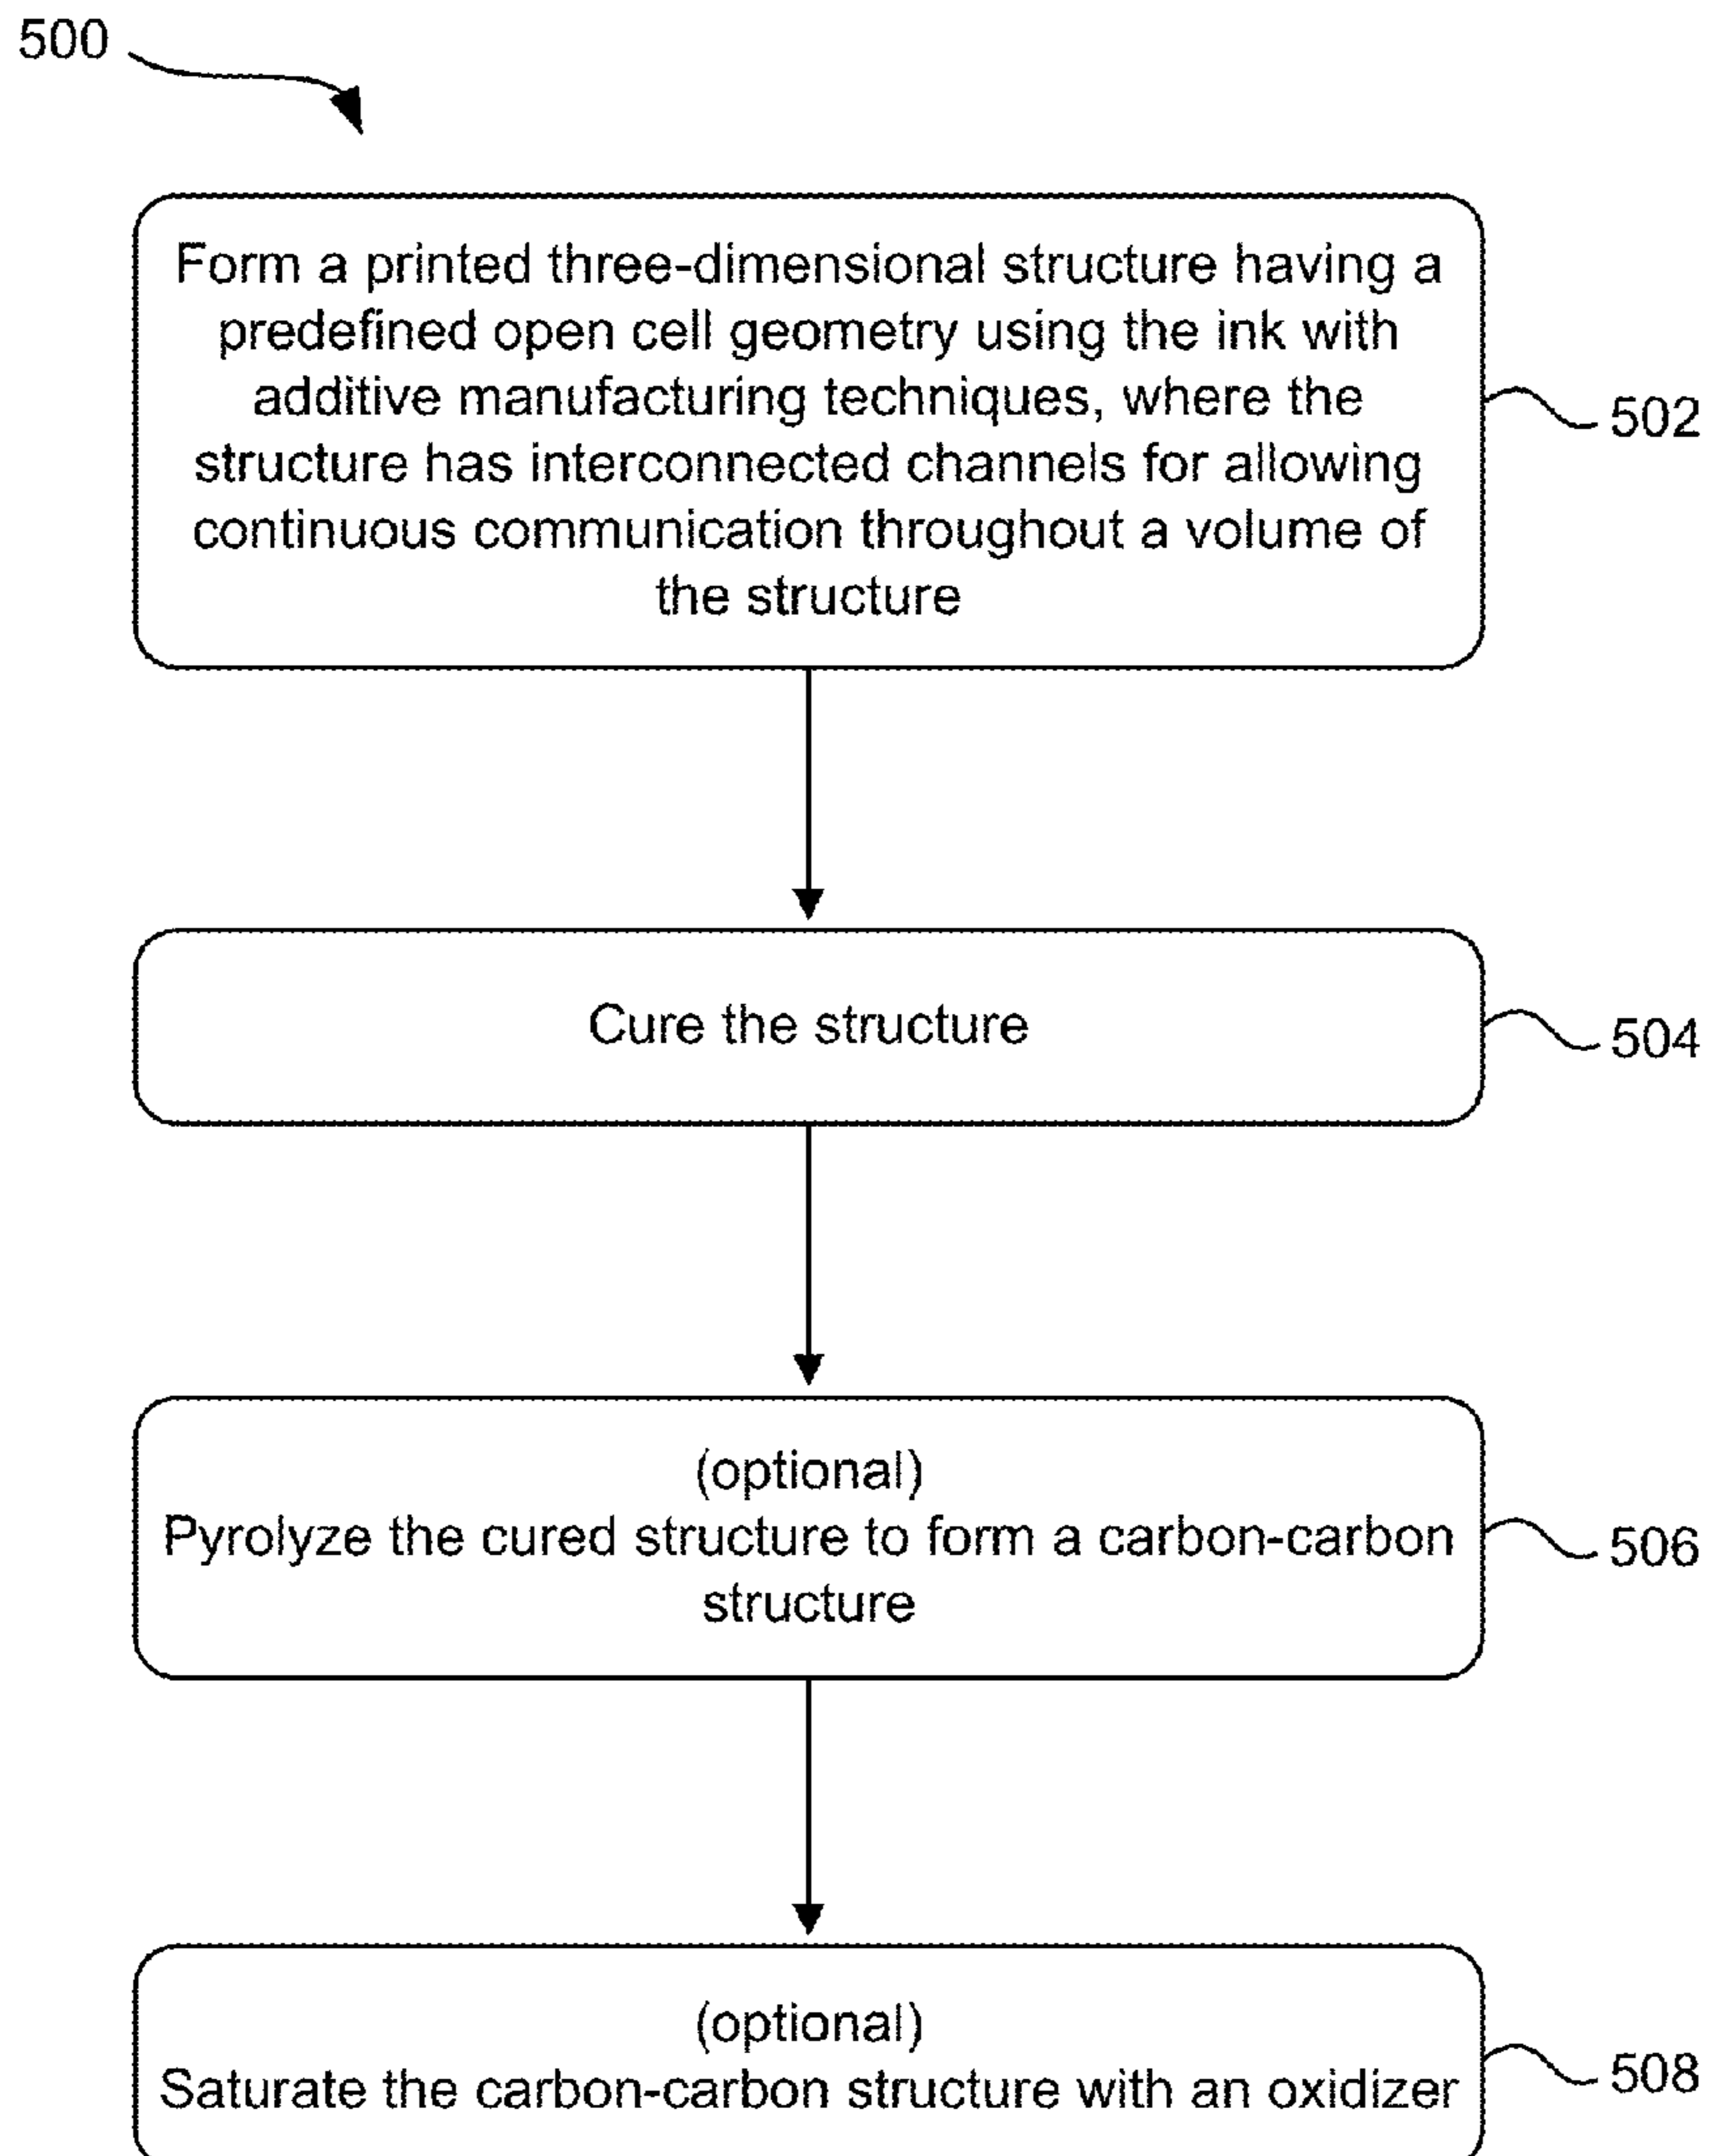 500
Form a printed three-dimensional structure having a
predefined open cell geometry using the ink with
additive manufacturing techniques, where the
structure has interconnected channels for allowing
continuous communication throughout a volume of
the structure
502
Cure the structure
504
(optional)
Pyrolyze the cured structure to form a carbon-carbon
structure
506
(optional)
Saturate the carbon-carbon structure with an oxidizer
508